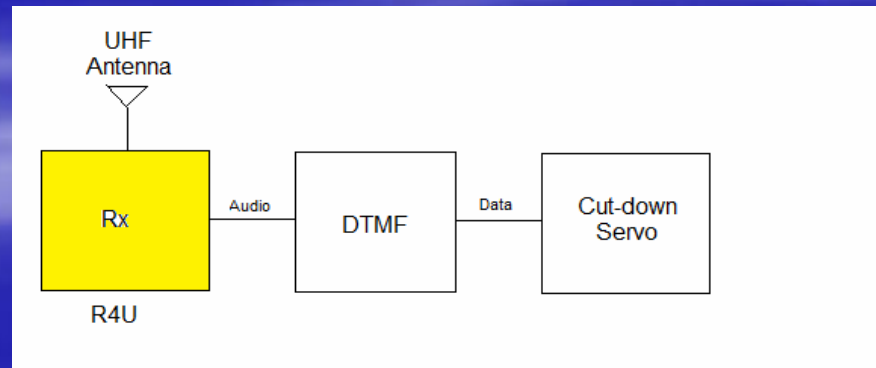 UHF
Antenna
Rx
Audio
DTMF
Data
Cut-down
Servo
R4U